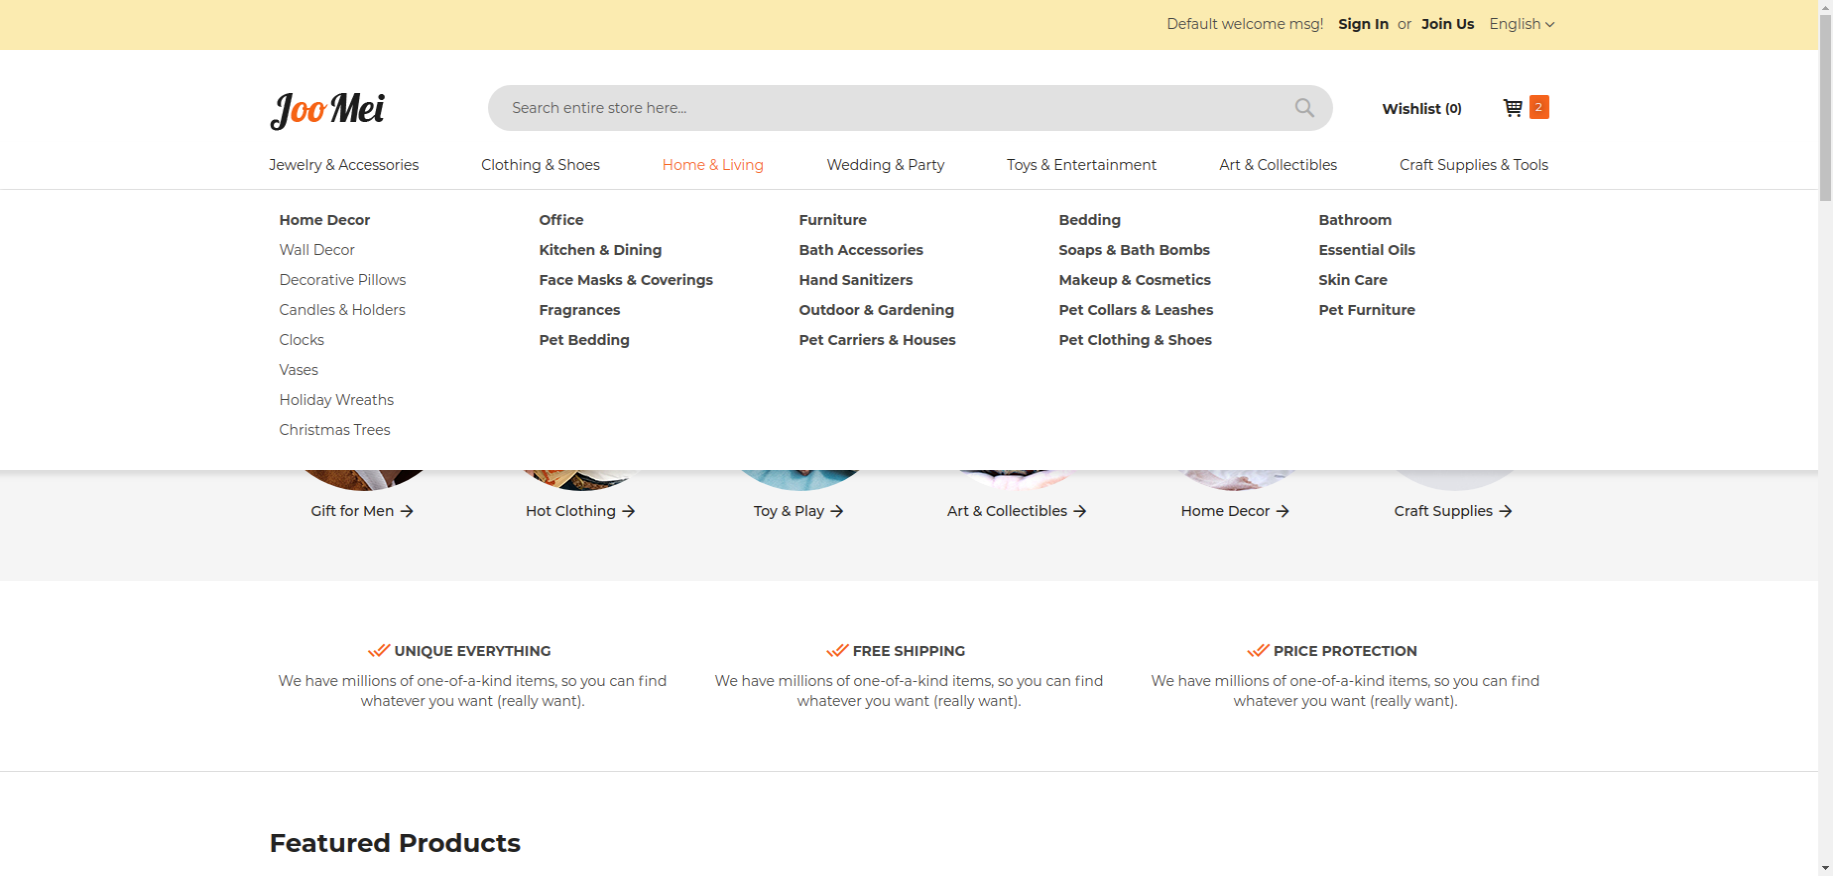 Default welcome msg! Sign In or Join Us English
Joo Mei
Search entire store here...
Wishlist (0)
2
Jewelry & Accessories
Clothing & Shoes
Home & Living
Wedding & Party
Toys & Entertainment
Art & Collectibles
Craft Supplies & Tools
Home Decor
Wall Decor
Decorative Pillows
Candles & Holders
Clocks
Vases
Holiday Wreaths
Christmas Trees
Office
Kitchen & Dining
Face Masks & Coverings
Fragrances
Pet Bedding
Furniture
Bath Accessories
Hand Sanitizers
Outdoor & Gardening
Pet Carriers & Houses
Bedding
Soaps & Bath Bombs
Makeup & Cosmetics
Pet Collars & Leashes
Pet Clothing & Shoes
Bathroom
Essential Oils
Skin Care
Pet Furniture
Gift for Men
Hot Clothing
Toy & Play
Art & Collectibles
Home Decor
Craft Supplies
UNIQUE EVERYTHING
We have millions of one-of-a-kind items, so you can find
whatever you want (really want).
FREE SHIPPING
We have millions of one-of-a-kind items, so you can find
whatever you want (really want).
PRICE PROTECTION
We have millions of one-of-a-kind items, so you can find
whatever you want (really want).
Featured Products